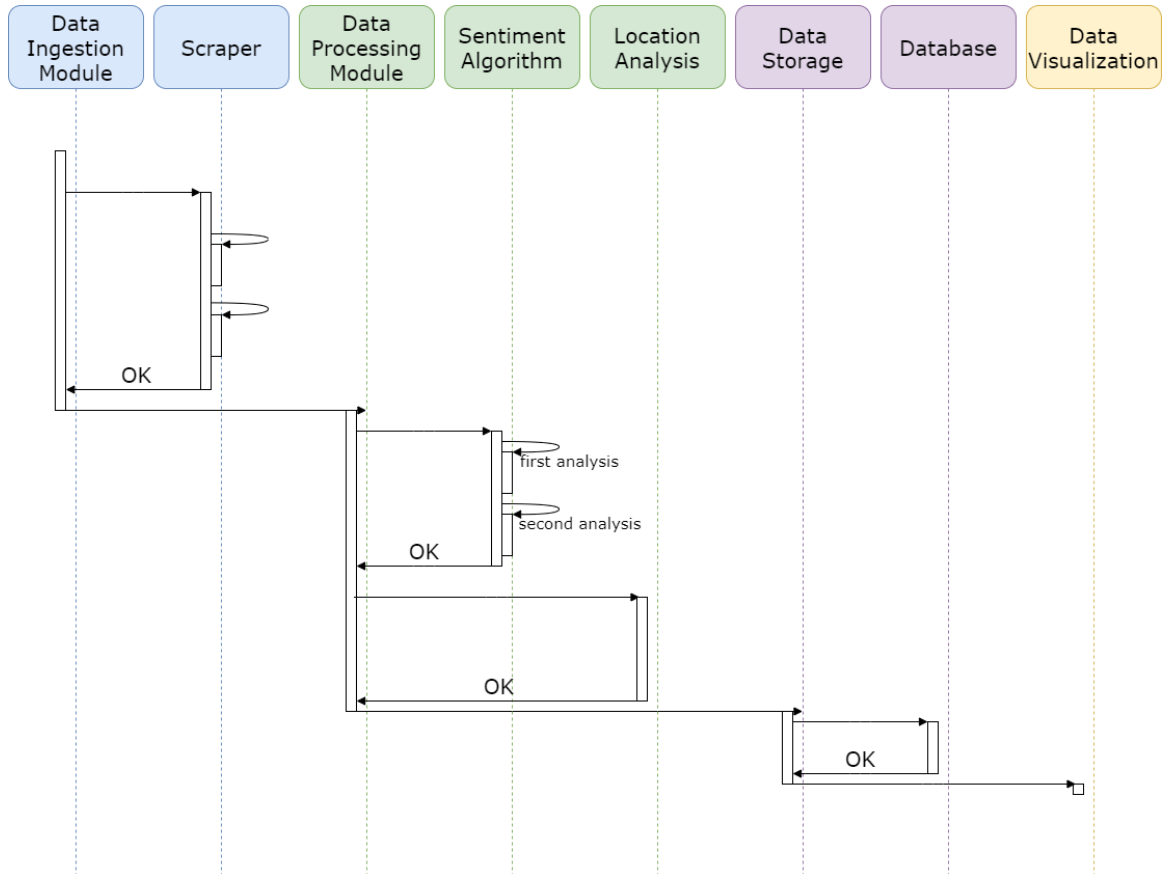 Data
Ingestion
Module
Scraper
Data
Processing
Module
Sentiment
Algorithm
Location
Analysis
Data
Storage
Database
Data
Visualization
OK
first analysis
second analysis
OK
OK
OK